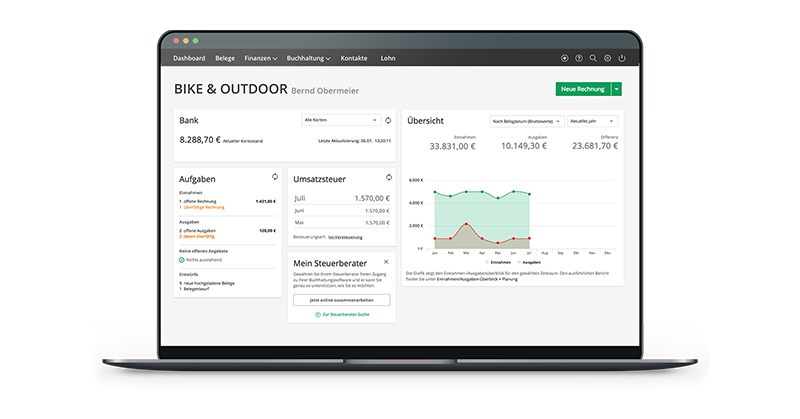 Dashboard Belege Finanzen Buchhaltung Kontakte Lohn
BIKE & OUTDOOR Bernd Obermeier
Neue Rechnung
Bank
Alle Konten
8.288,70 € Aktueller Kontostand
Letzte Aktualisierung: 06.07. 13:20:11
Aufgaben
Einnahmen
1 offene Rechnung 1.431,00 €
1 überfällige Rechnung
Ausgaben
2 offene Ausgaben 120,00 €
2 davon überfällig
Keine offenen Angebote
Nichts ausstehend.
Entwürfe
9 neue hochgeladene Belege
1 Belegentwurf
Umsatzsteuer
Juli 1.570,00 €
Juni 1.570,00 €
Mai 1.570,00 €
Besteuerungsart: Ist-Versteuerung
Mein Steuerberater
Gewähren Sie Ihrem Steuerberater freien Zugang
zu Ihrer Buchhaltungssoftware und er kann Sie
genau so unterstützen, wie Sie es möchten.
Jetzt online zusammenarbeiten
Zur Steuerberater-Suche
Übersicht
Nach Belegdatum (Bruttowerte)
Aktuelles Jahr
Einnahmen Ausgaben Differenz
33.831,00 € 10.149,30 € 23.681,70 €
6.000 €
4.000 €
2.000 €
0 €
Jan Feb Mär Apr Mai Jun Jul Aug Sep Okt Nov Dez
Einnahmen Ausgaben
Die Grafik zeigt den Einnahmen-/Ausgabenüberblick für den gewählten Zeitraum. Den ausführlichen Bericht
finden Sie unter Einnahmen/Ausgaben-Überblick + Planung